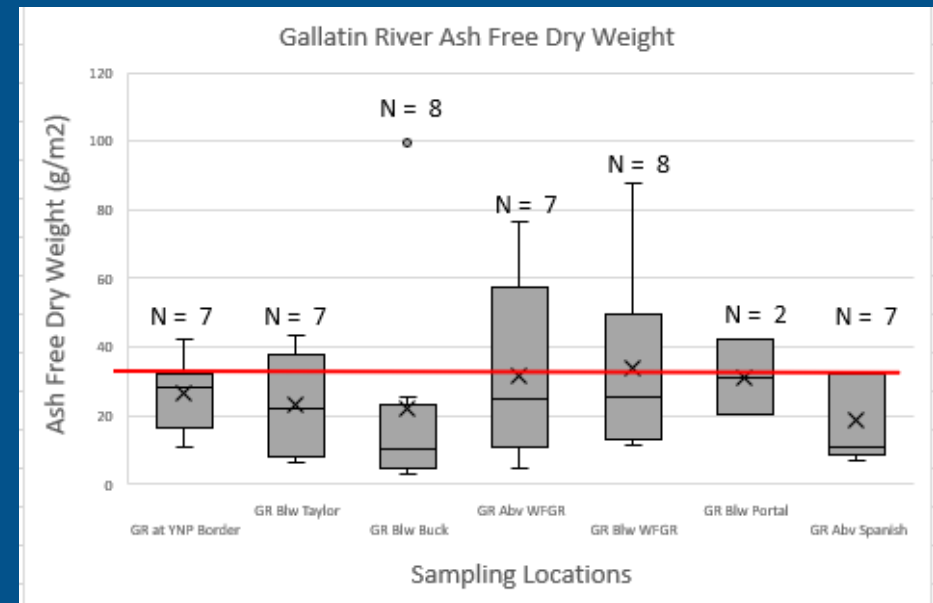 Gallatin River Ash Free Dry Weight
Ash Free Dry Weight (g/m2)
120
100
80
60
40
20
0
N = 7
N = 7
N = 8
N = 7
N = 8
N = 2
N = 7
GR at YNP Border
GR Blw Taylor
GR Blw Buck
GR Abv WFGR
GR Blw WFGR
GR Blw Portal
GR Abv Spanish
Sampling Locations